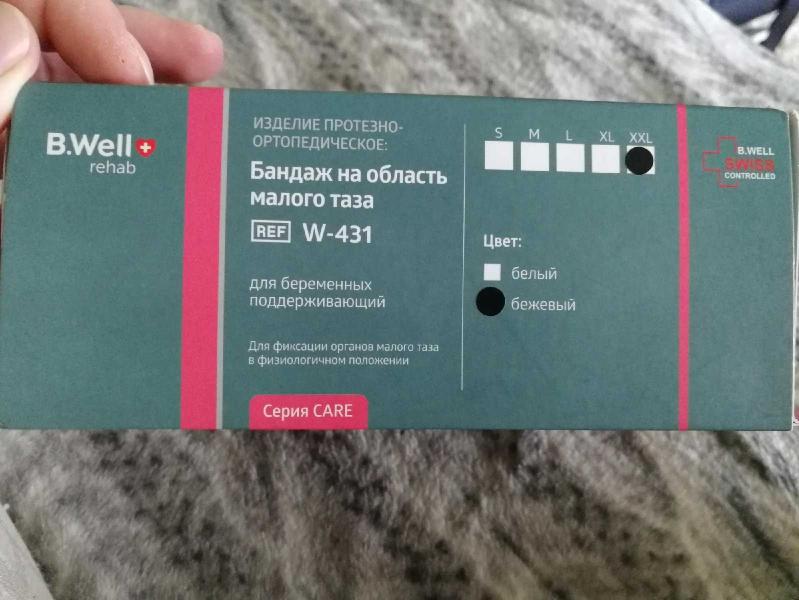 B.Well
rehab
ИЗДЕЛИЕ ПРОТЕЗНО-
ОРТОПЕДИЧЕСКОЕ:
Бандаж на область
малого таза
REF W-431
для беременных
поддерживающий
Для фиксации органов малого таза
в физиологичном положении
Серия CARE
S M L XL XXL
Цвет:
белый
бежевый
B.WELL
SWISS
CONTROLLED